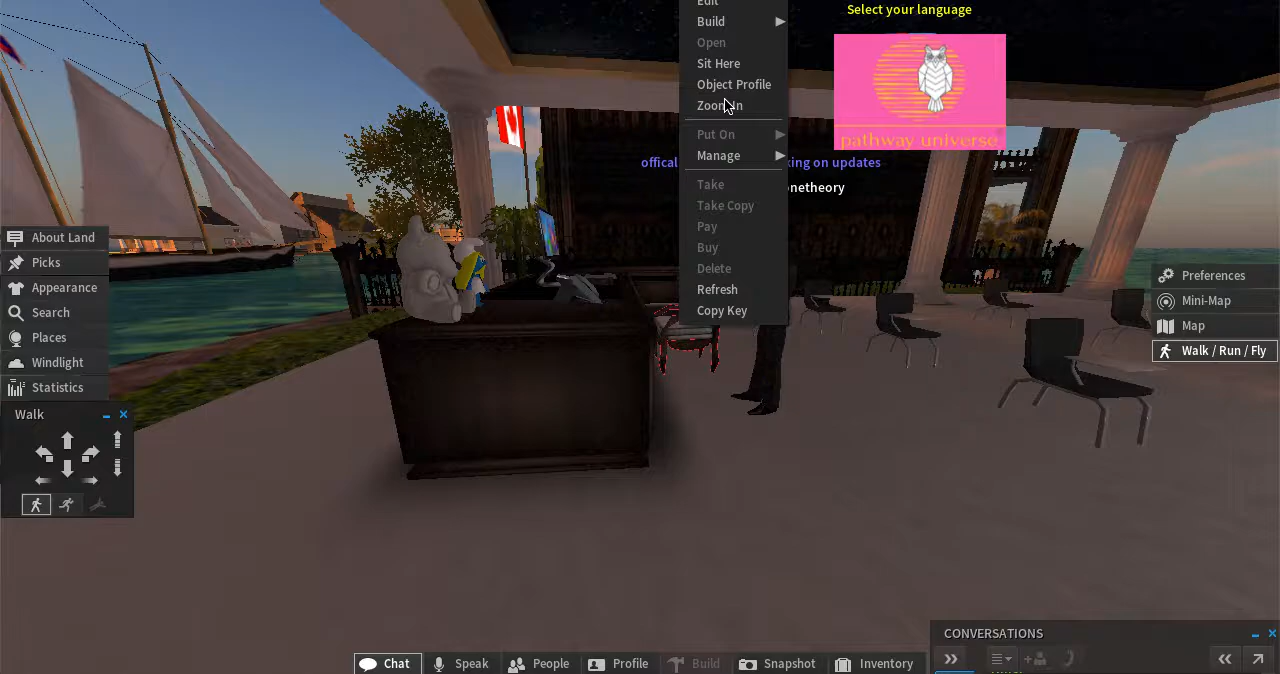 Edit
Build
Open
Sit Here
Object Profile
Zoom In
Put On
Manage
Take
Take Copy
Pay
Buy
Delete
Refresh
Copy Key
Select your language
pathway universe
offical
king on updates
netheory
About Land
Picks
Appearance
Search
Places
Windlight
Statistics
Walk
Preferences
Mini-Map
Map
Walk / Run / Fly
CONVERSATIONS
Chat
Speak
People
Profile
Build
Snapshot
Inventory